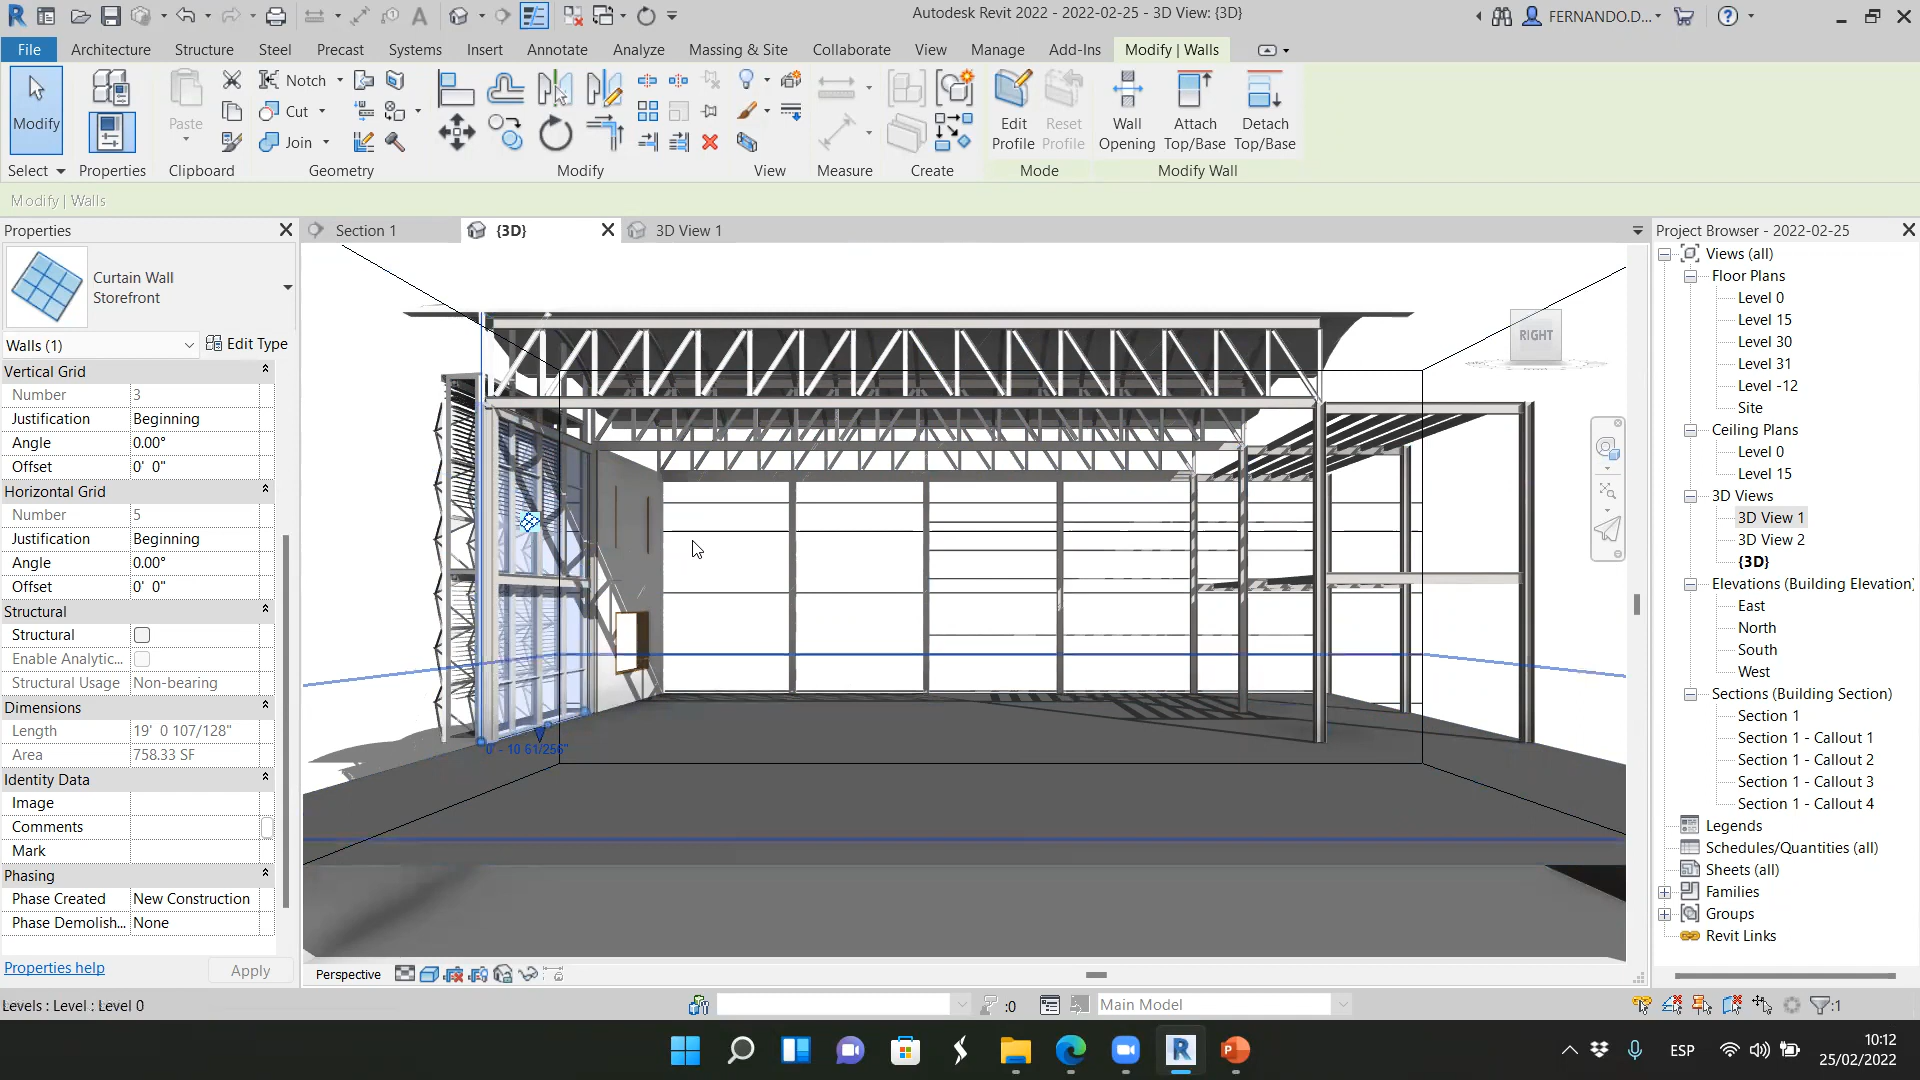 Autodesk Revit 2022 - 2022-02-25 - 3D View: {3D}
FERNANDO.D...
File Architecture Structure Steel Precast Systems Insert Annotate Analyze Massing & Site Collaborate View Manage Add-Ins Modify | Walls
Modify
Paste
Notch
Cut
Join
Edit Profile
Reset Profile
Wall Opening
Attach Top/Base
Detach Top/Base
Select Properties Clipboard Geometry Modify View Measure Create Mode Modify Wall
Modify | Walls
Properties
Curtain Wall
Storefront
Walls (1)
Edit Type
Vertical Grid
Number 3
Justification Beginning
Angle 0.00°
Offset 0' 0"
Horizontal Grid
Number 5
Justification Beginning
Angle 0.00°
Offset 0' 0"
Structural
Structural
Enable Analytic...
Structural Usage Non-bearing
Dimensions
Length 19' 0 107/128"
Area 758.33 SF
Identity Data
Image
Comments
Mark
Phasing
Phase Created New Construction
Phase Demolish... None
Properties help
Apply
Section 1
{3D}
3D View 1
RIGHT
0' - 10 61/256"
Perspective
Project Browser - 2022-02-25
Views (all)
Floor Plans
Level 0
Level 15
Level 30
Level 31
Level -12
Site
Ceiling Plans
Level 0
Level 15
3D Views
3D View 1
3D View 2
{3D}
Elevations (Building Elevation)
East
North
South
West
Sections (Building Section)
Section 1
Section 1 - Callout 1
Section 1 - Callout 2
Section 1 - Callout 3
Section 1 - Callout 4
Legends
Schedules/Quantities (all)
Sheets (all)
Families
Groups
Revit Links
Levels : Level : Level 0
:0
Main Model
:1
ESP
10:12
25/02/2022